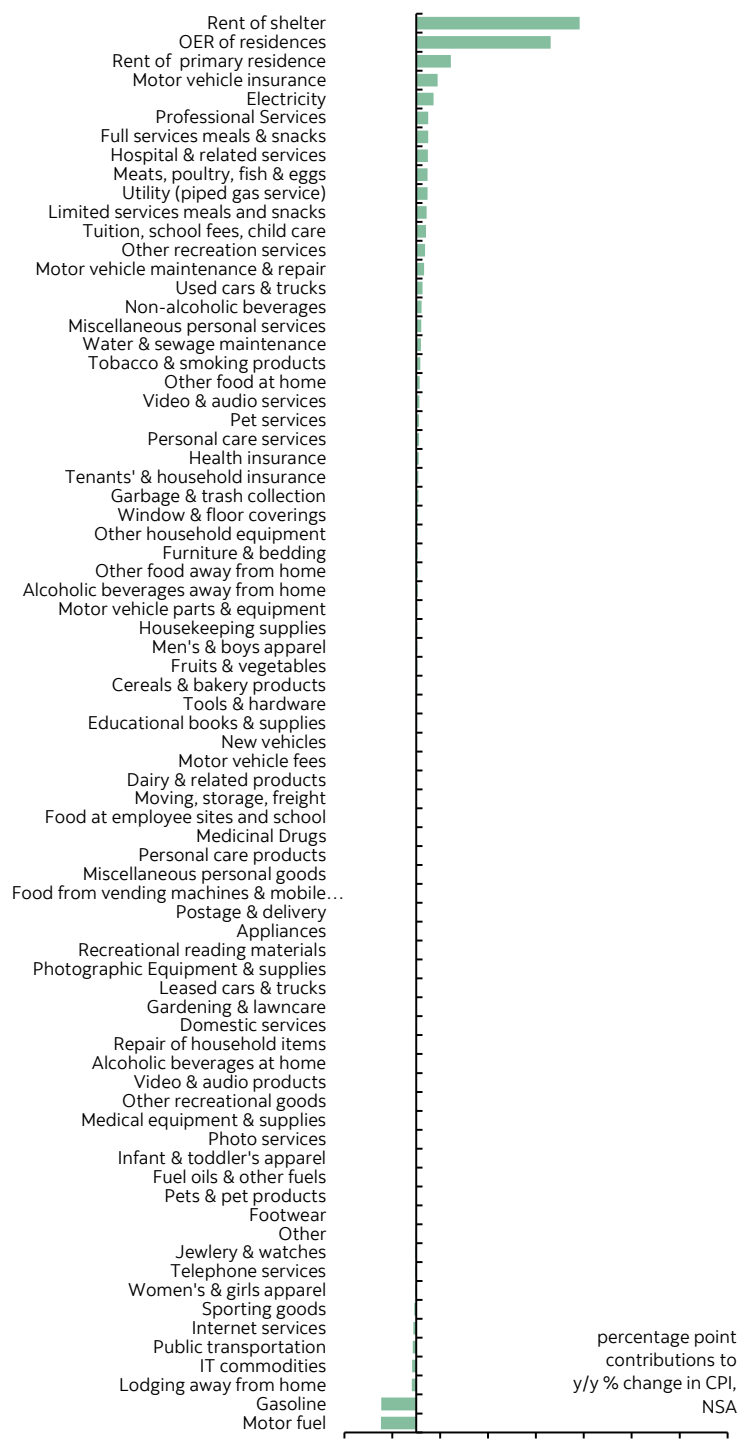 Rent of shelter
OER of residences
Rent of  primary residence
Motor vehicle insurance
Electricity
Professional Services
Full services meals & snacks
Hospital & related services
Meats, poultry, fish & eggs
Utility (piped gas service)
Limited services meals and snacks
Tuition, school fees, child care
Other recreation services
Motor vehicle maintenance & repair
Used cars & trucks
Non-alcoholic beverages
Miscellaneous personal services
Water & sewage maintenance
Tobacco & smoking products
Other food at home
Video & audio services
Pet services
Personal care services
Health insurance
Tenants' & household insurance
Garbage & trash collection
Window & floor coverings
Other household equipment
Furniture & bedding
Other food away from home
Alcoholic beverages away from home
Motor vehicle parts & equipment
Housekeeping supplies
Men's & boys apparel
Fruits & vegetables
Cereals & bakery products
Tools & hardware
Educational books & supplies
New vehicles
Motor vehicle fees
Dairy & related products
Moving, storage, freight
Food at employee sites and school
Medicinal Drugs
Personal care products
Miscellaneous personal goods
Food from vending machines & mobile…
Postage & delivery
Appliances
Recreational reading materials
Photographic Equipment & supplies
Leased cars & trucks
Gardening & lawncare
Domestic services
Repair of household items
Alcoholic beverages at home
Video & audio products
Other recreational goods
Medical equipment & supplies
Photo services
Infant & toddler's apparel
Fuel oils & other fuels
Pets & pet products
Footwear
Other
Jewlery & watches
Telephone services
Women's & girls apparel
Sporting goods
Internet services
Public transportation
IT commodities
Lodging away from home
Gasoline
Motor fuel
percentage point
contributions to
y/y % change in CPI,
NSA